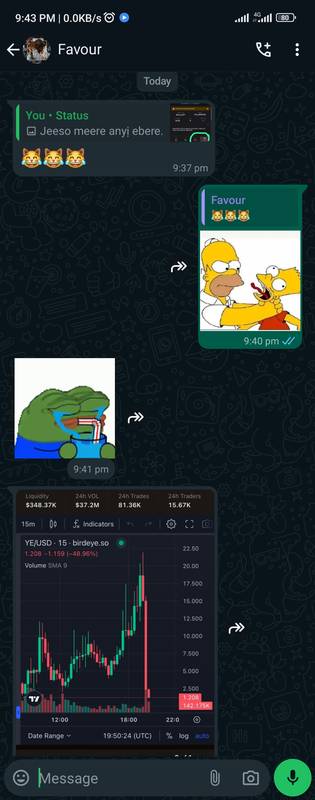 9:43 PM | 0.0KB/s
4G
80
Favour
Today
You • Status
Jeeso meere anyị ebere.
😹😹😹
9:37 pm
Favour
😹😹😹
9:40 pm
9:41 pm
Liquidity 24h VOL 24h Trades 24h Traders
$348.37K $37.2M 81.36K 15.67K
15m Indicators
YE/USD · 15 · birdeye.so
1.208 −1.159 (−48.96%)
Volume SMA 9
22.50
20.00
17.500
15.000
12.500
10.000
7.500
5.000
2.500
1.208
142.175K
12:00 18:00 22:0
Date Range 19:50:24 (UTC) % log auto
Message